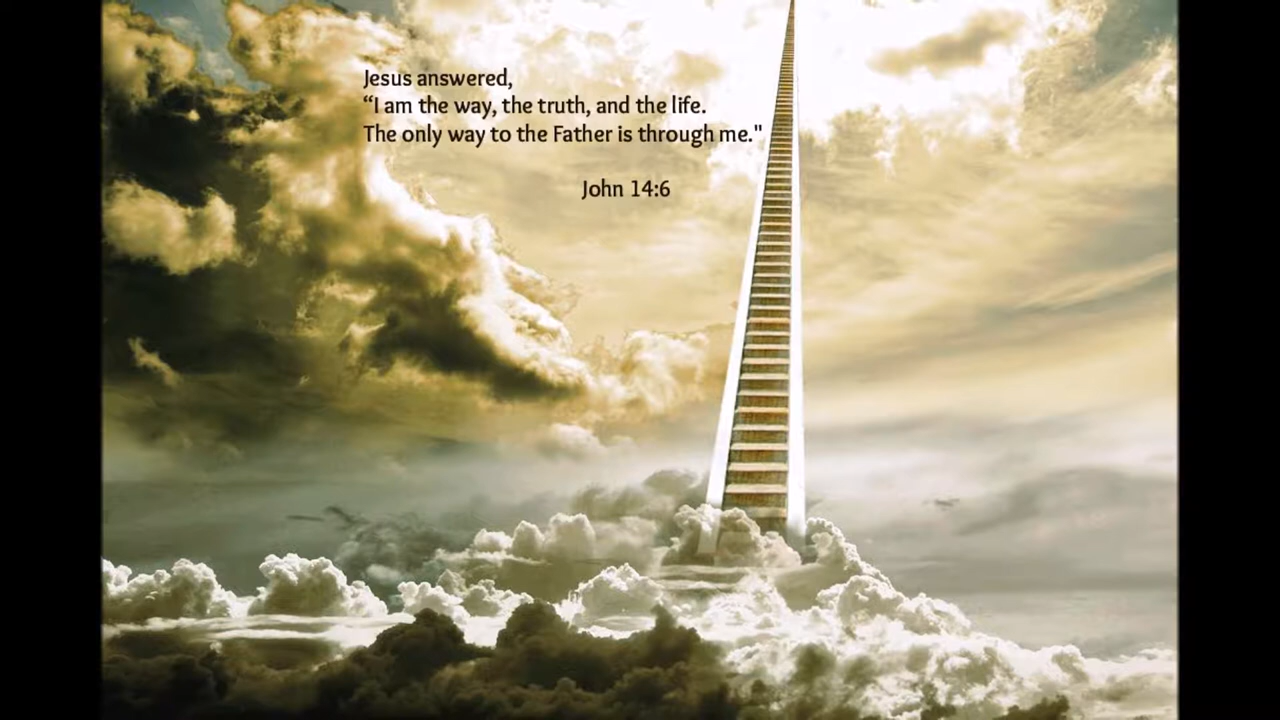 Jesus answered,
“I am the way, the truth, and the life.
The only way to the Father is through me."
John 14:6